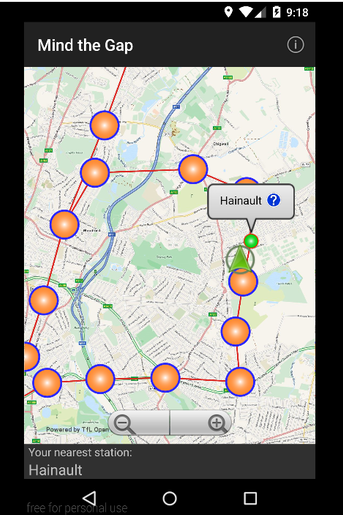 9:18
Mind the Gap
Chigwell
Hainault ?
Woodford
Powered by TfL Open
Your nearest station:
Hainault
free for personal use